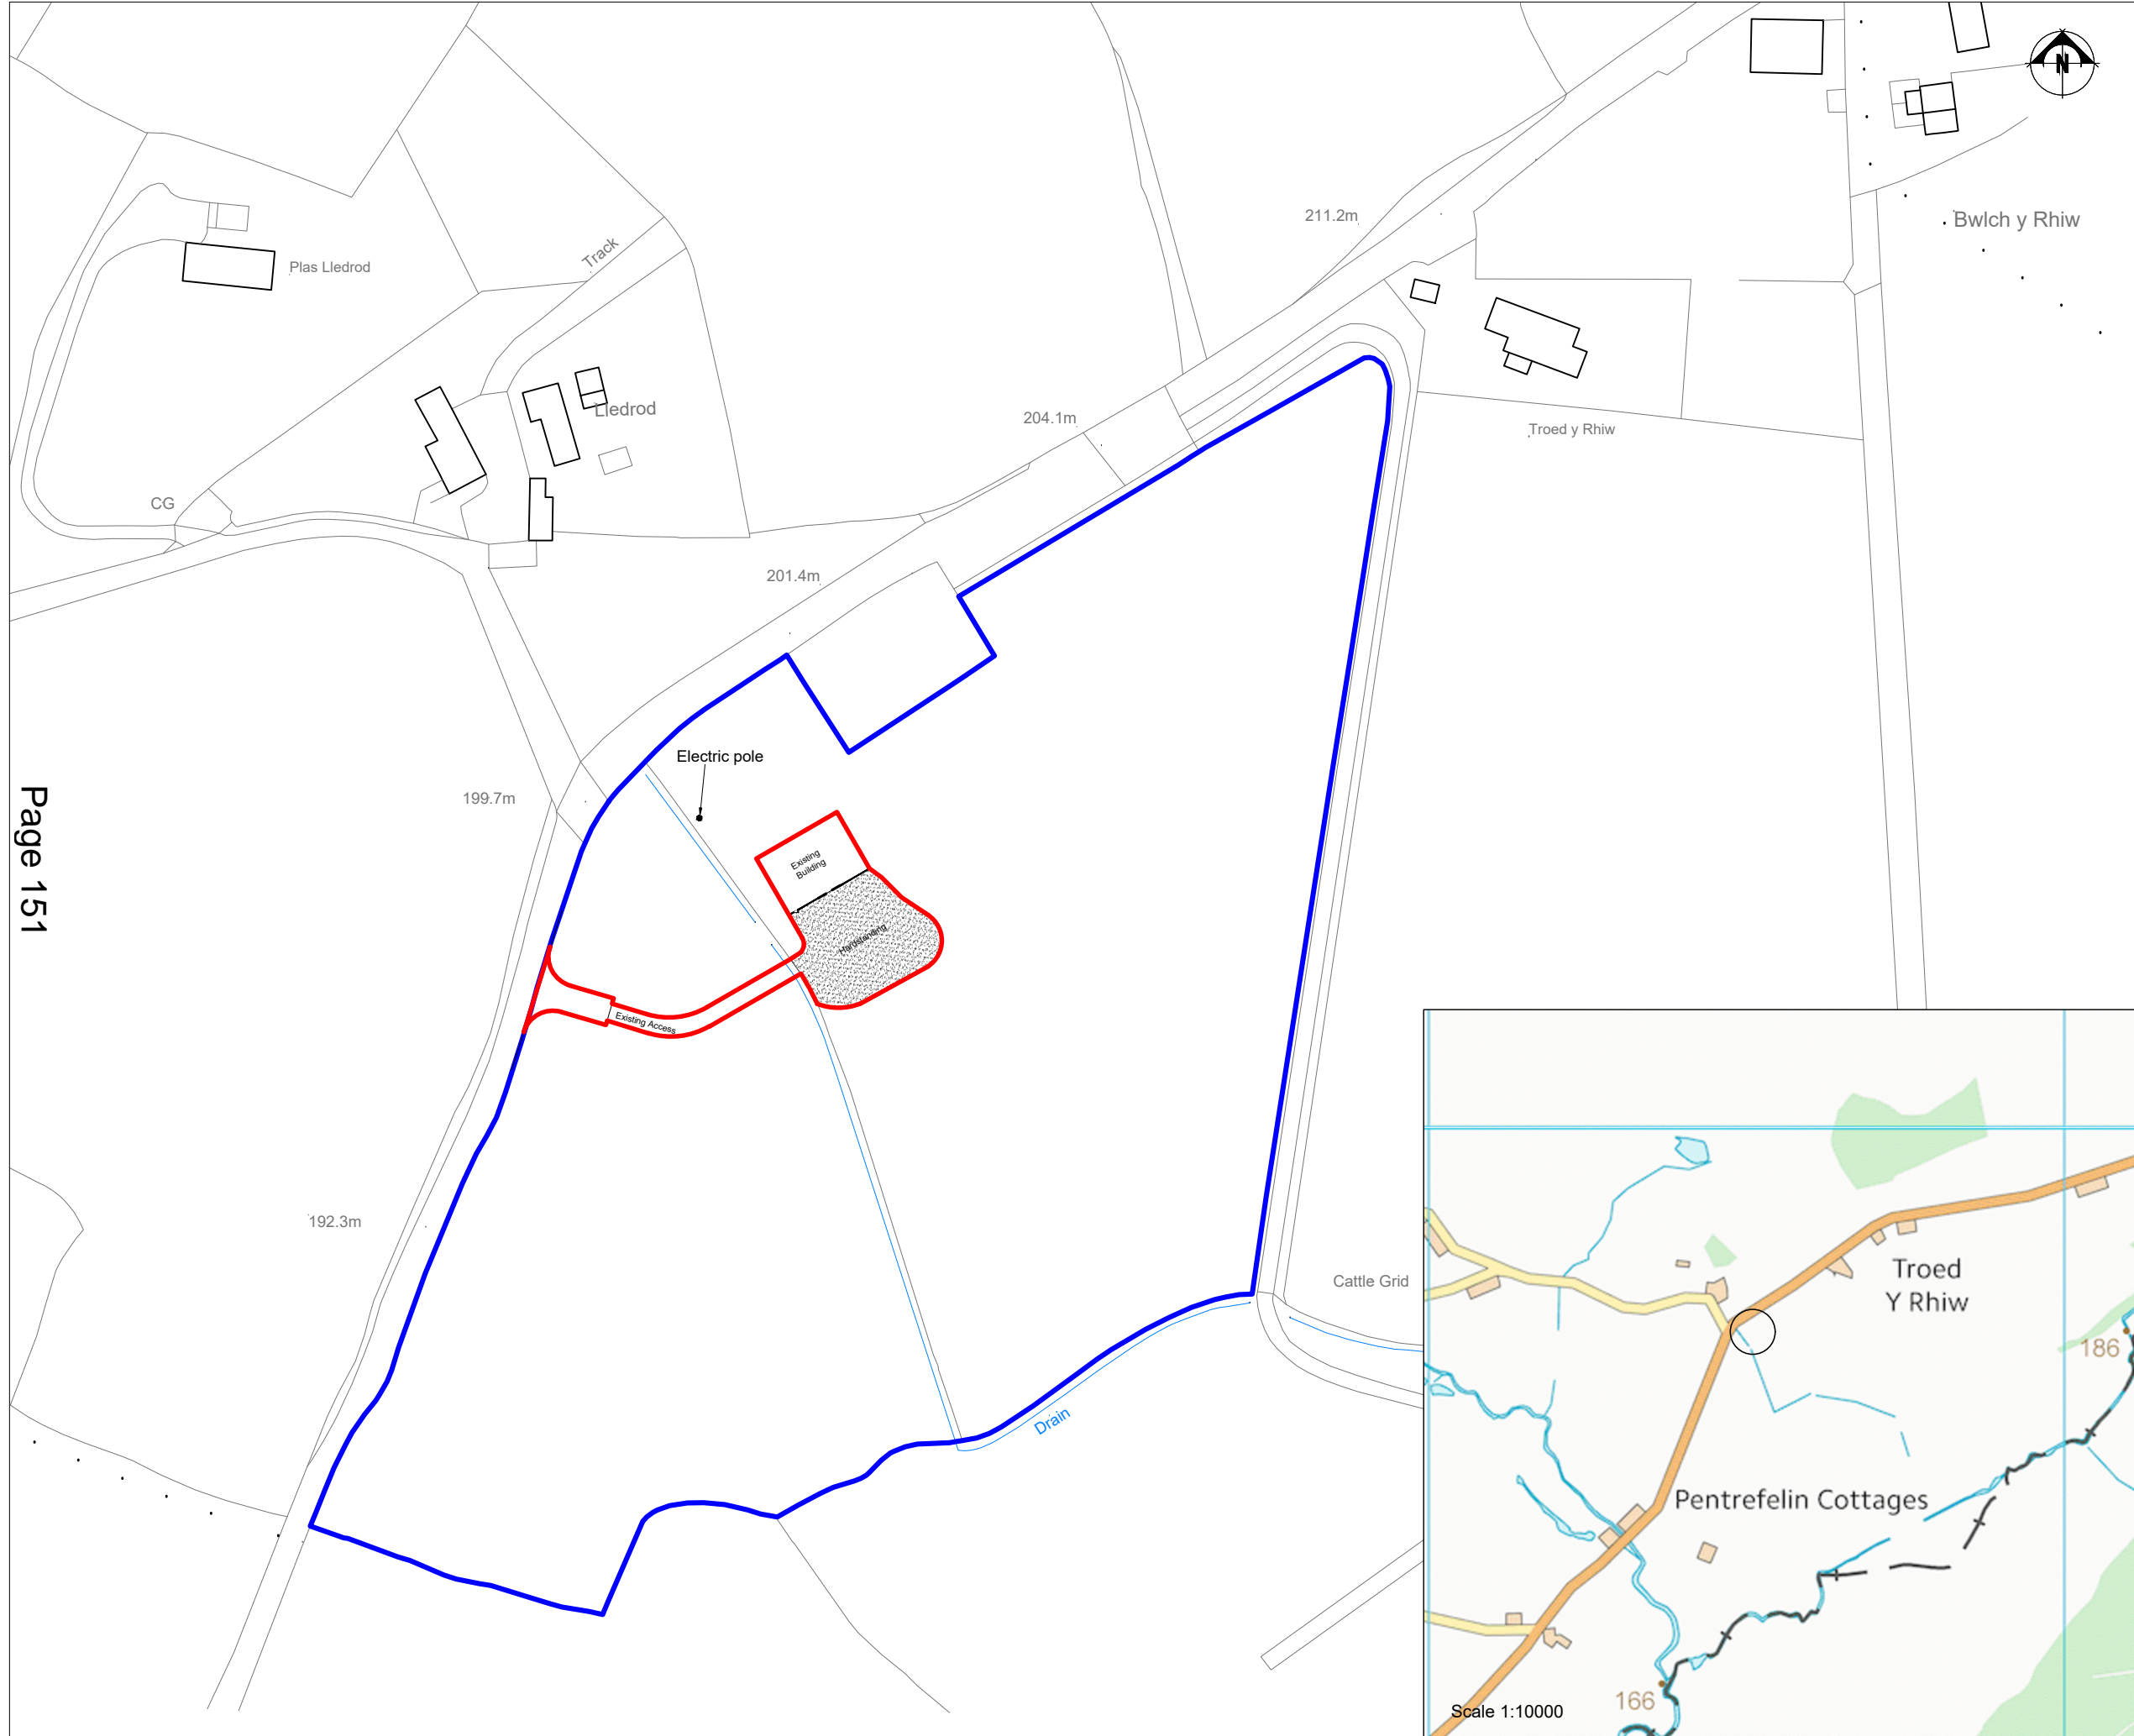 N
211.2m
Bwlch y Rhiw
Track
Plas Lledrod
Lledrod
204.1m
Troed y Rhiw
CG
201.4m
Electric pole
199.7m
Page 151
Existing
Building
Hardstanding
Existing Access
192.3m
Cattle Grid
Drain
Troed
Y Rhiw
186
Pentrefelin Cottages
166
Scale 1:10000